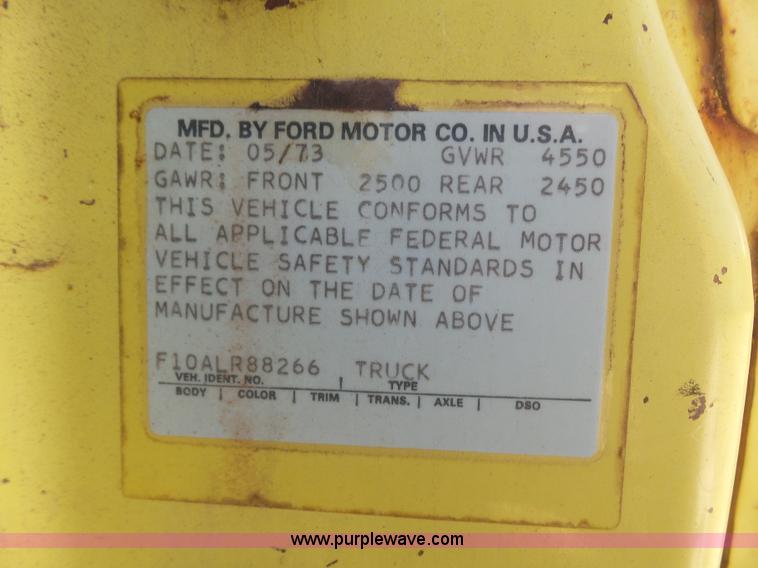 MFD. BY FORD MOTOR CO. IN U.S.A.
DATE: 05/73 GVWR 4550
GAWR: FRONT 2500 REAR 2450
THIS VEHICLE CONFORMS TO
ALL APPLICABLE FEDERAL MOTOR
VEHICLE SAFETY STANDARDS IN
EFFECT ON THE DATE OF
MANUFACTURE SHOWN ABOVE
F10ALR88266 TRUCK
VEH. IDENT. NO. | TYPE
BODY | COLOR | TRIM | TRANS. | AXLE | DSO
www.purplewave.com